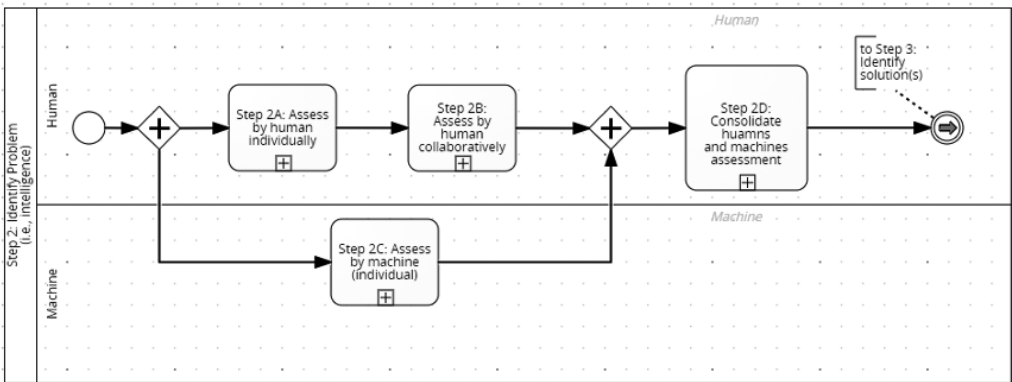 Step 2: Identify Problem
(i.e., intelligence)
Human
Human
to Step 3:
Identify
solution(s)
Step 2A: Assess
by human
individually
Step 2B:
Assess by
human
collaboratively
Step 2D:
Consolidate
huamns
and machines
assessment
Machine
Machine
Step 2C: Assess
by machine
(individual)